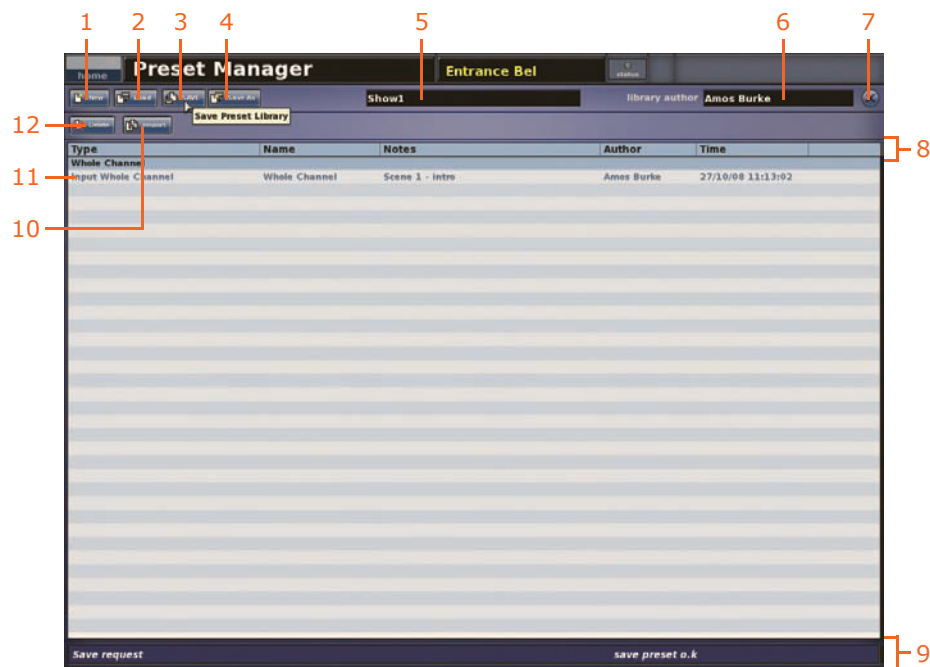 1 2 3 4 5 6 7
home Preset Manager Entrance Bel status
New Load Save Save As Show1 library author Amos Burke
Save Preset Library
12 Delete Import
8
Type Name Notes Author Time
Whole Channel
11 Input Whole Channel Whole Channel Scene 1 - Intro Amos Burke 27/10/08 11:13:02
10
Save request save preset o.k
9